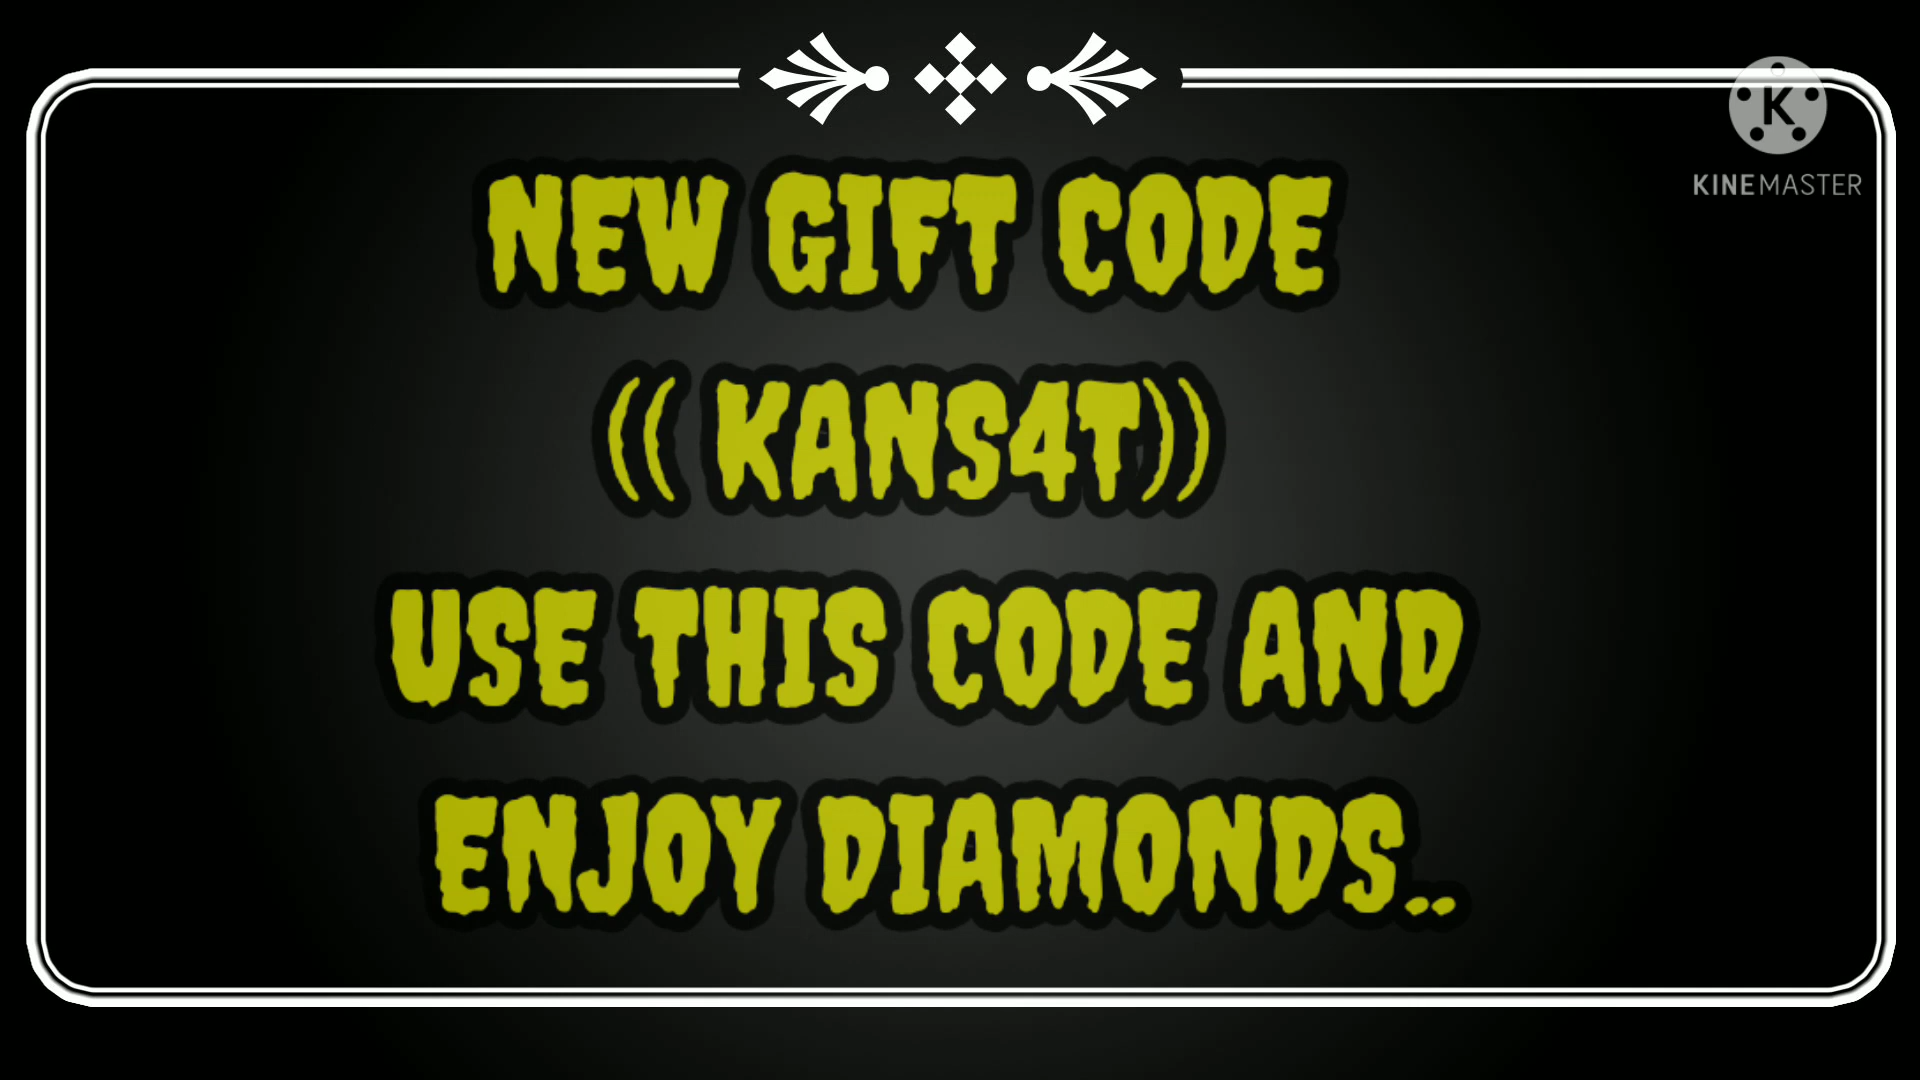 K
KINEMASTER
NEW GIFT CODE
(( KANS4T))
USE THIS CODE AND
ENJOY DIAMONDS..